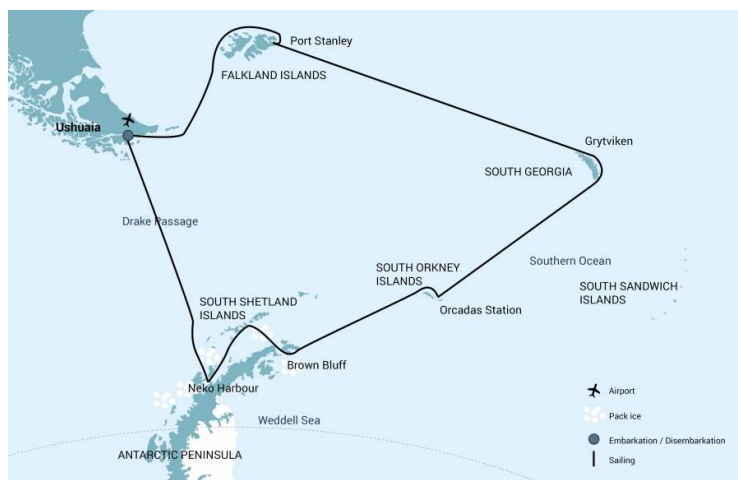 Port Stanley
FALKLAND ISLANDS
Ushuaia
Grytviken
SOUTH GEORGIA
Drake Passage
Southern Ocean
SOUTH ORKNEY
ISLANDS
SOUTH SANDWICH
ISLANDS
SOUTH SHETLAND
ISLANDS
Orcadas Station
Brown Bluff
Neko Harbour
Weddell Sea
ANTARCTIC PENINSULA
Airport
Pack ice
Embarkation / Disembarkation
Sailing